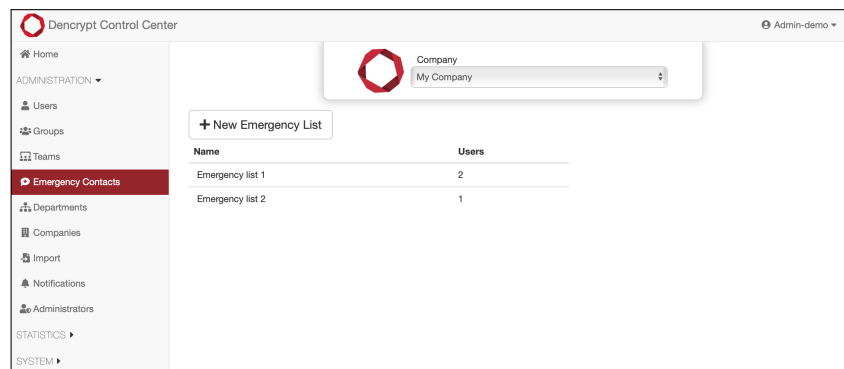 Dencrypt Control Center
Admin-demo
Home
ADMINISTRATION
Users
Groups
Teams
Emergency Contacts
Departments
Companies
Import
Notifications
Administrators
STATISTICS
SYSTEM
Company
My Company
New Emergency List
Name Users
Emergency list 1 2
Emergency list 2 1